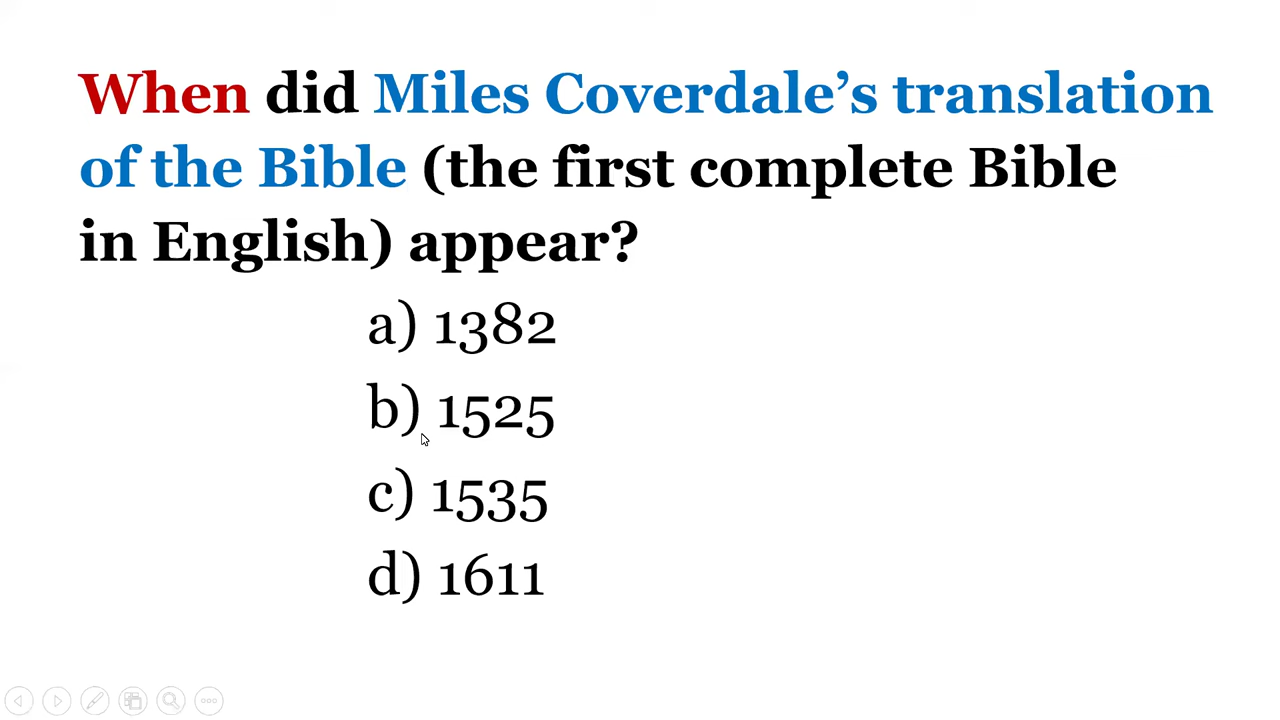 When did Miles Coverdale’s translation
of the Bible (the first complete Bible
in English) appear?
a) 1382
b) 1525
c) 1535
d) 1611